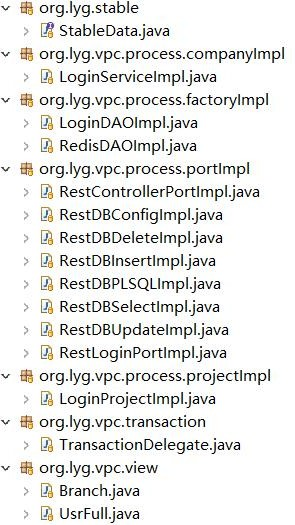 org.lyg.stable
StableData.java
org.lyg.vpc.process.companyImpl
LoginServiceImpl.java
org.lyg.vpc.process.factoryImpl
LoginDAOImpl.java
RedisDAOImpl.java
org.lyg.vpc.process.portImpl
RestControllerPortImpl.java
RestDBConfigImpl.java
RestDBDeleteImpl.java
RestDBInsertImpl.java
RestDBPLSQLImpl.java
RestDBSelectImpl.java
RestDBUpdateImpl.java
RestLoginPortImpl.java
org.lyg.vpc.process.projectImpl
LoginProjectImpl.java
org.lyg.vpc.transaction
TransactionDelegate.java
org.lyg.vpc.view
Branch.java
UsrFull.java